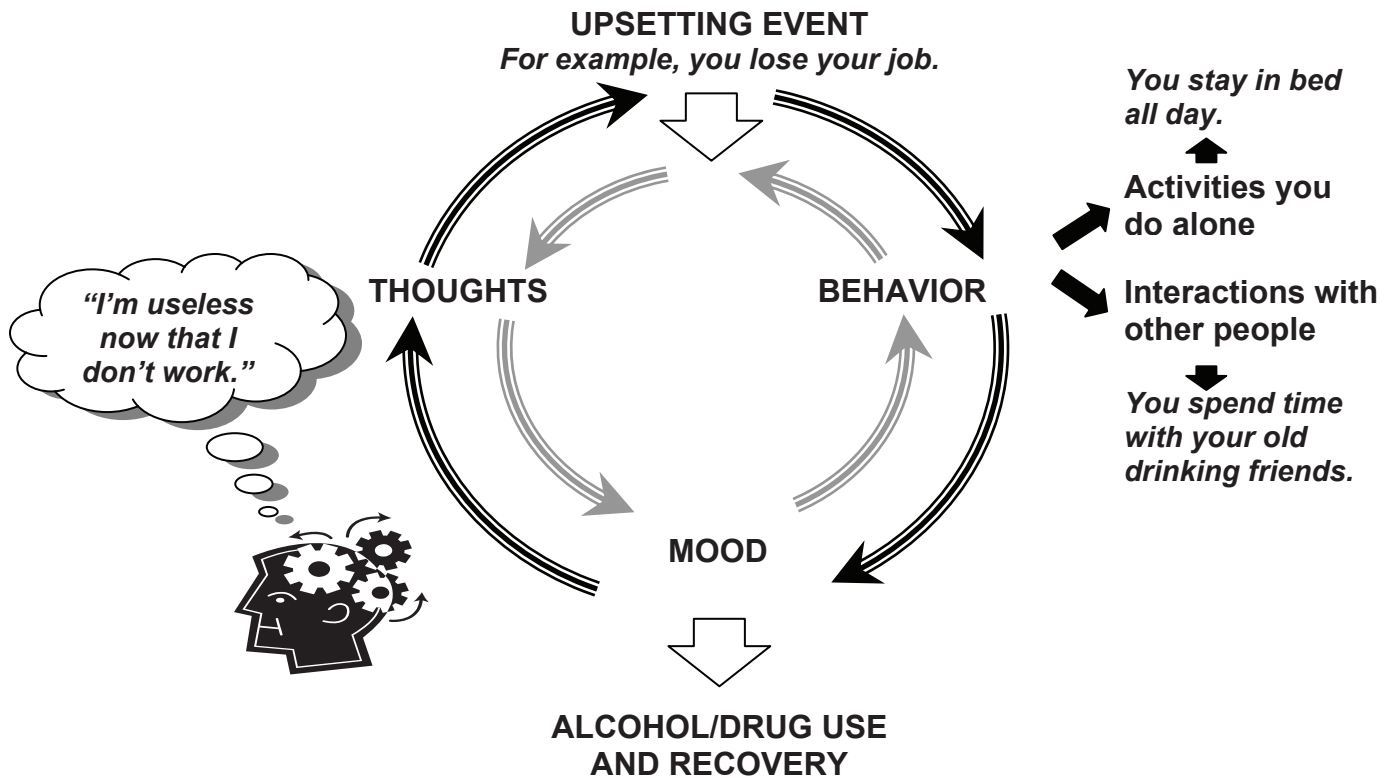 UPSETTING EVENT
For example, you lose your job.
You stay in bed
all day.
Activities you
do alone
THOUGHTS
BEHAVIOR
Interactions with
other people
“I’m useless
now that I
don’t work.”
You spend time
with your old
drinking friends.
MOOD
ALCOHOL/DRUG USE
AND RECOVERY